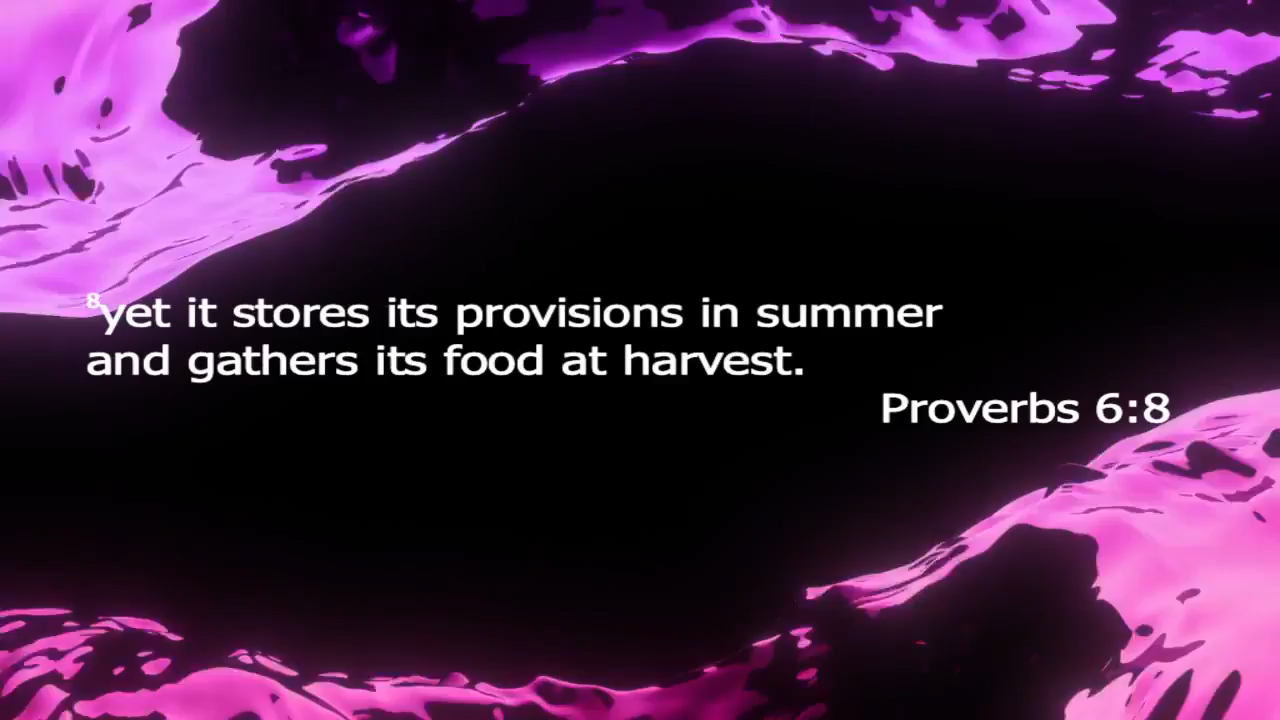 ⁸yet it stores its provisions in summer
and gathers its food at harvest.
Proverbs 6:8